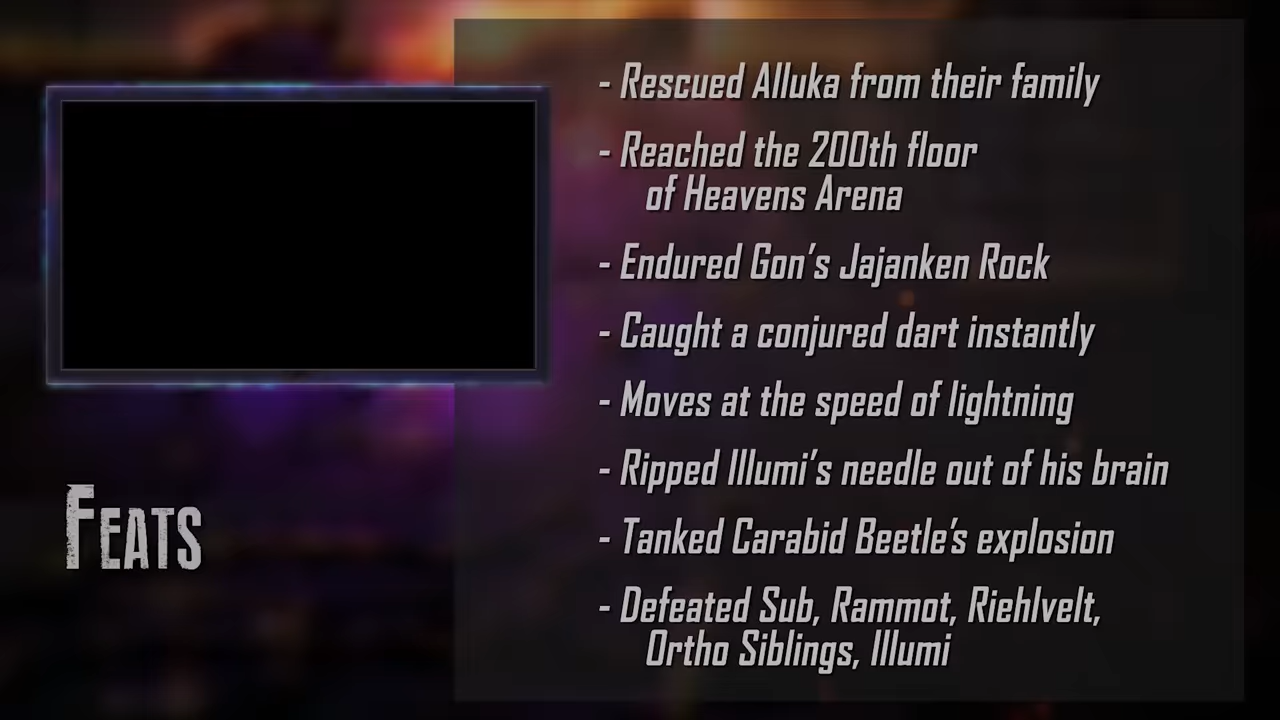 - Rescued Alluka from their family
- Reached the 200th floor
of Heavens Arena
- Endured Gon's Jajanken Rock
- Caught a conjured dart instantly
- Moves at the speed of lightning
- Ripped Illumi's needle out of his brain
- Tanked Carabid Beetle's explosion
- Defeated Sub, Rammot, Riehlvelt,
Ortho Siblings, Illumi
Feats